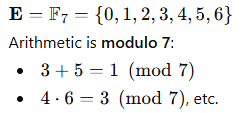 E = 𝔽₇ = {0, 1, 2, 3, 4, 5, 6}
Arithmetic is modulo 7:
• 3 + 5 = 1 (mod 7)
• 4 · 6 = 3 (mod 7), etc.